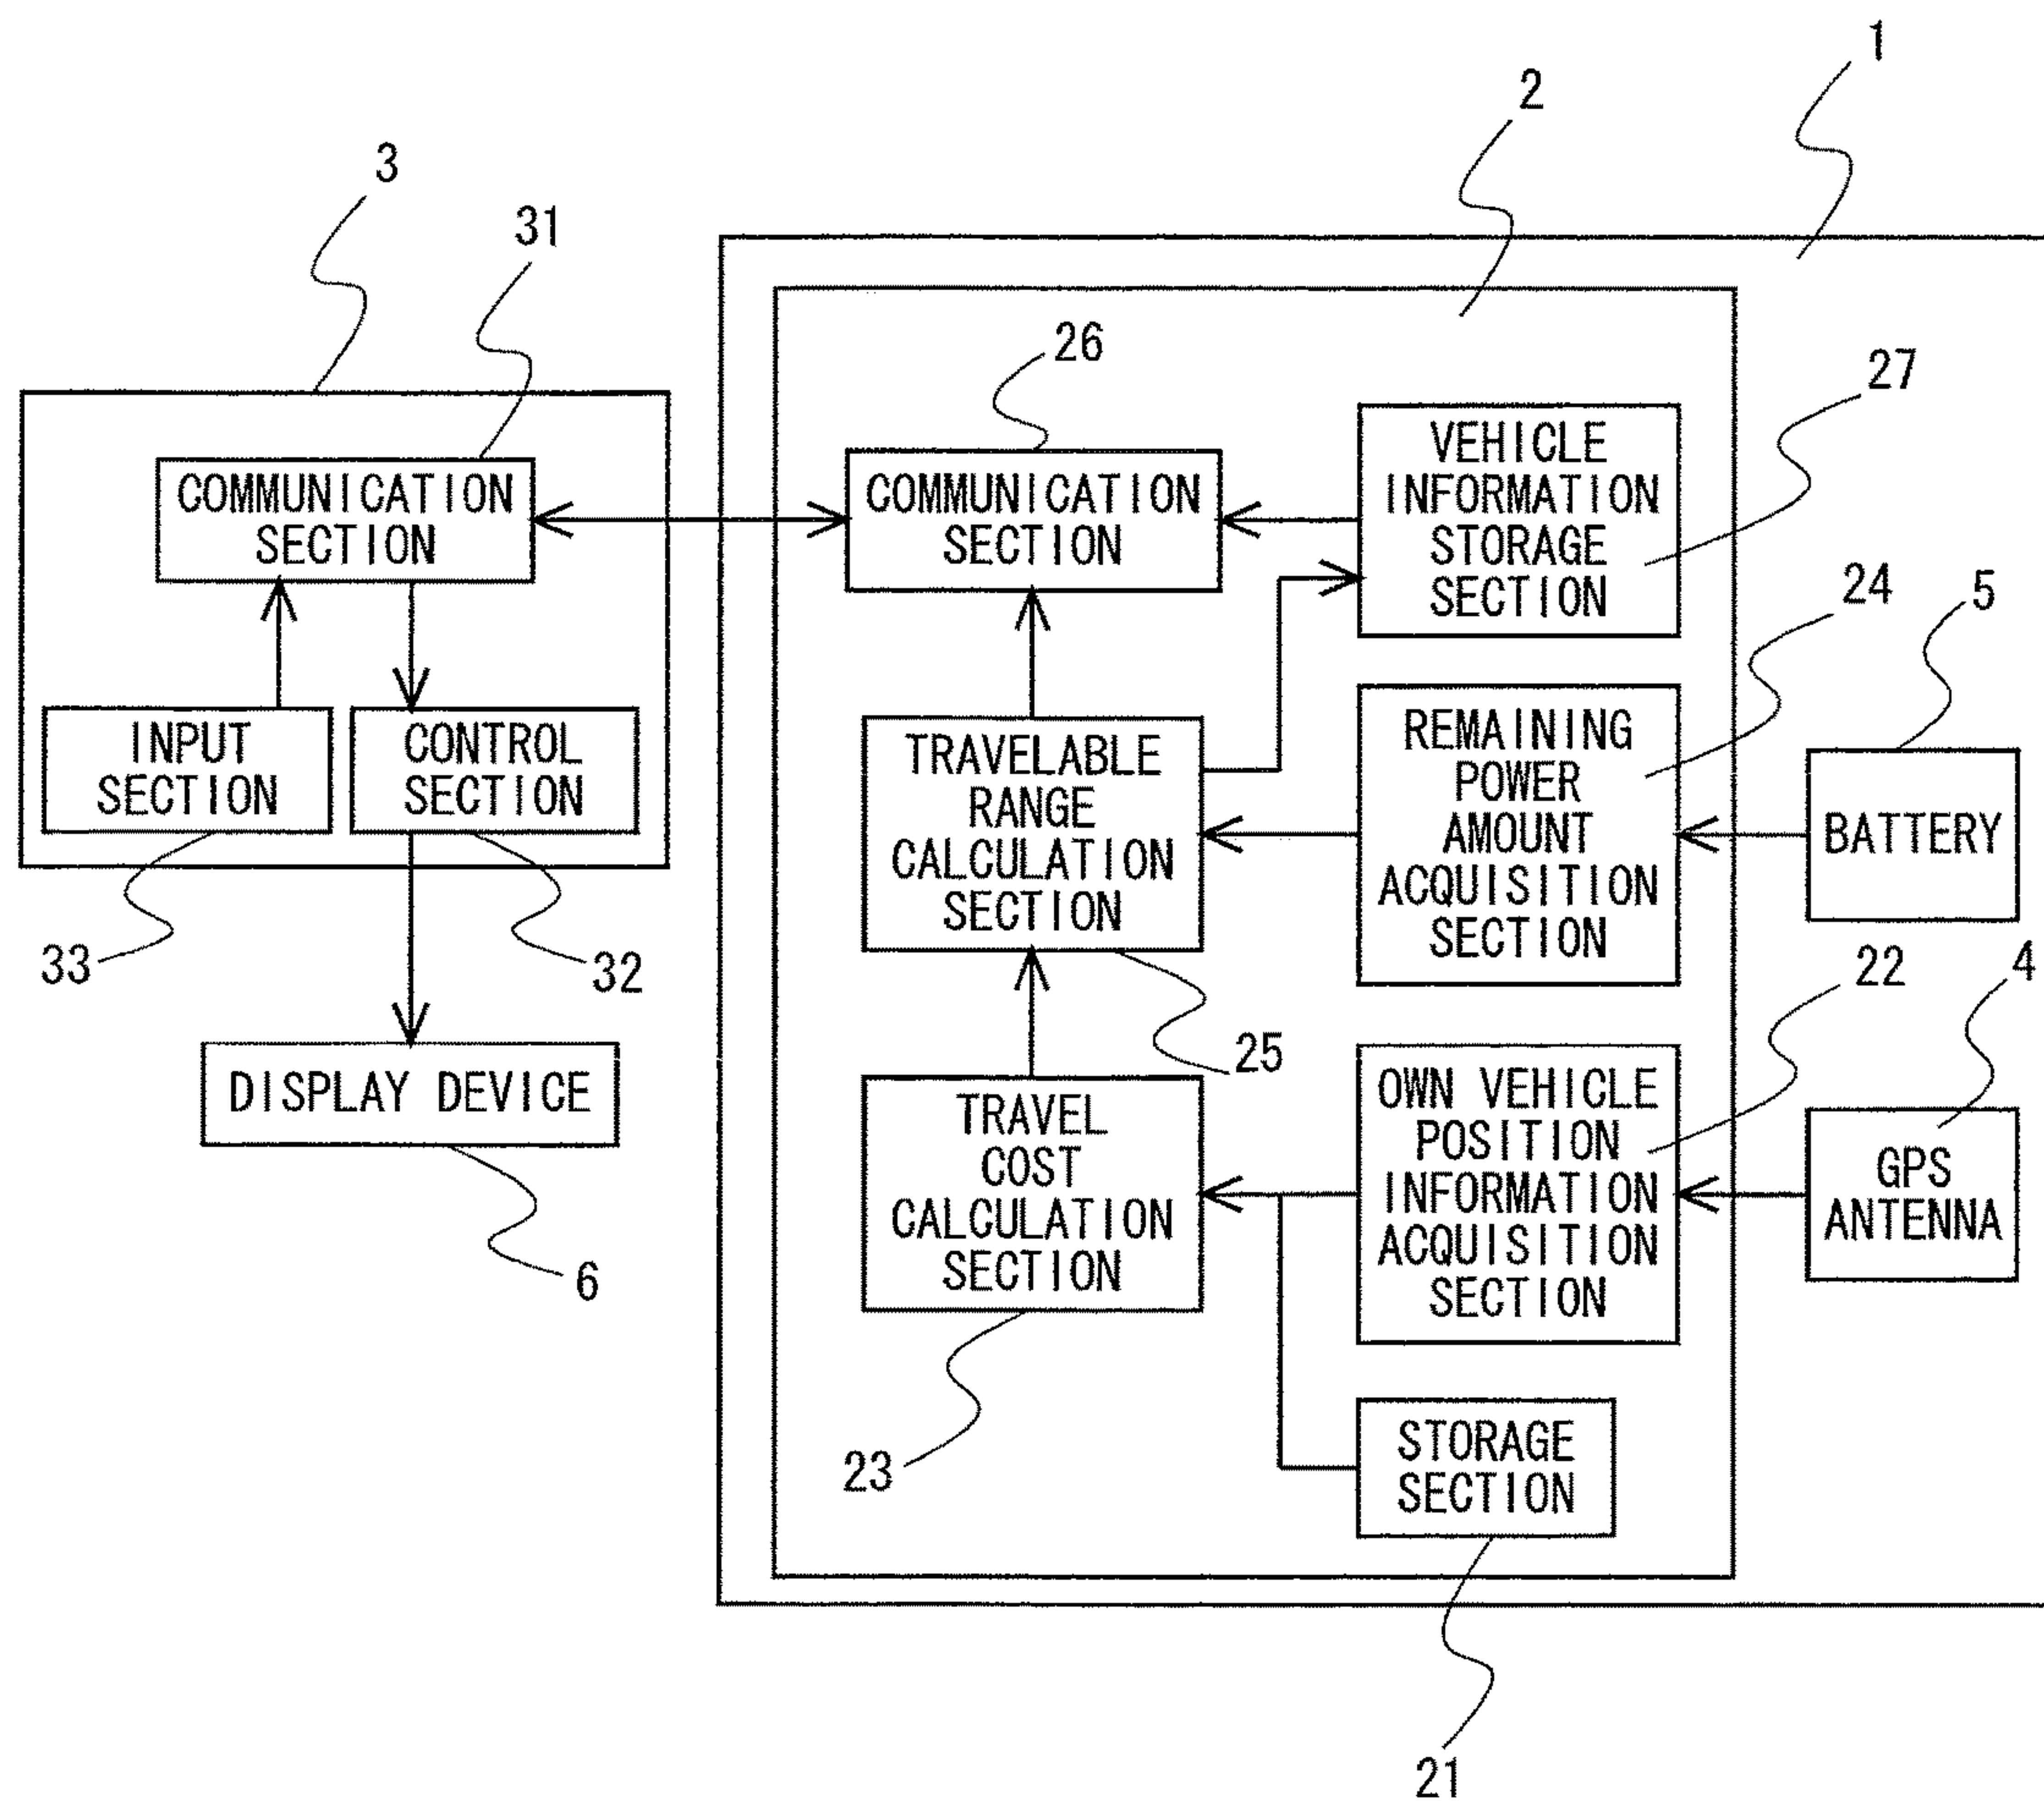 1
2
3
31
26
27
COMMUNICATION
SECTION
COMMUNICATION
SECTION
VEHICLE
INFORMATION
STORAGE
SECTION
24
5
INPUT
SECTION
CONTROL
SECTION
TRAVELABLE
RANGE
CALCULATION
SECTION
REMAINING
POWER
AMOUNT
ACQUISITION
SECTION
BATTERY
33
32
22
4
25
DISPLAY DEVICE
TRAVEL
COST
CALCULATION
SECTION
OWN VEHICLE
POSITION
INFORMATION
ACQUISITION
SECTION
GPS
ANTENNA
6
23
STORAGE
SECTION
21